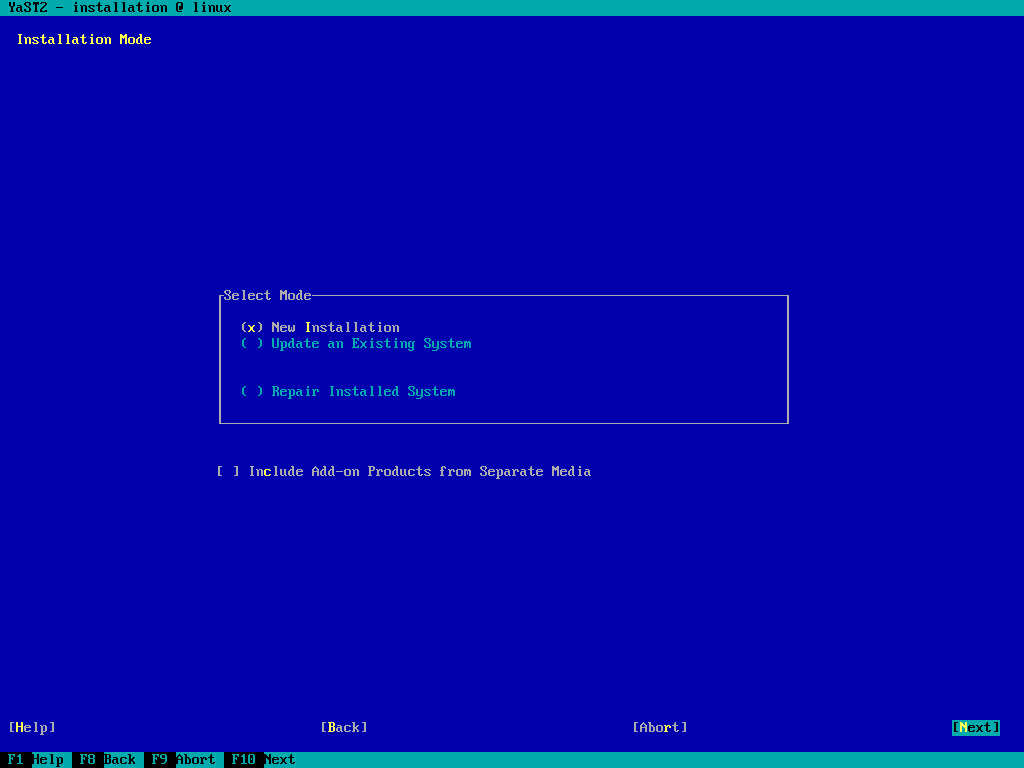 YaST2 - installation @ linux
Installation Mode
Select Mode
(x) New Installation
( ) Update an Existing System
( ) Repair Installed System
[ ] Include Add-on Products from Separate Media
[Help] [Back] [Abort] [Next]
F1 Help F8 Back F9 Abort F10 Next